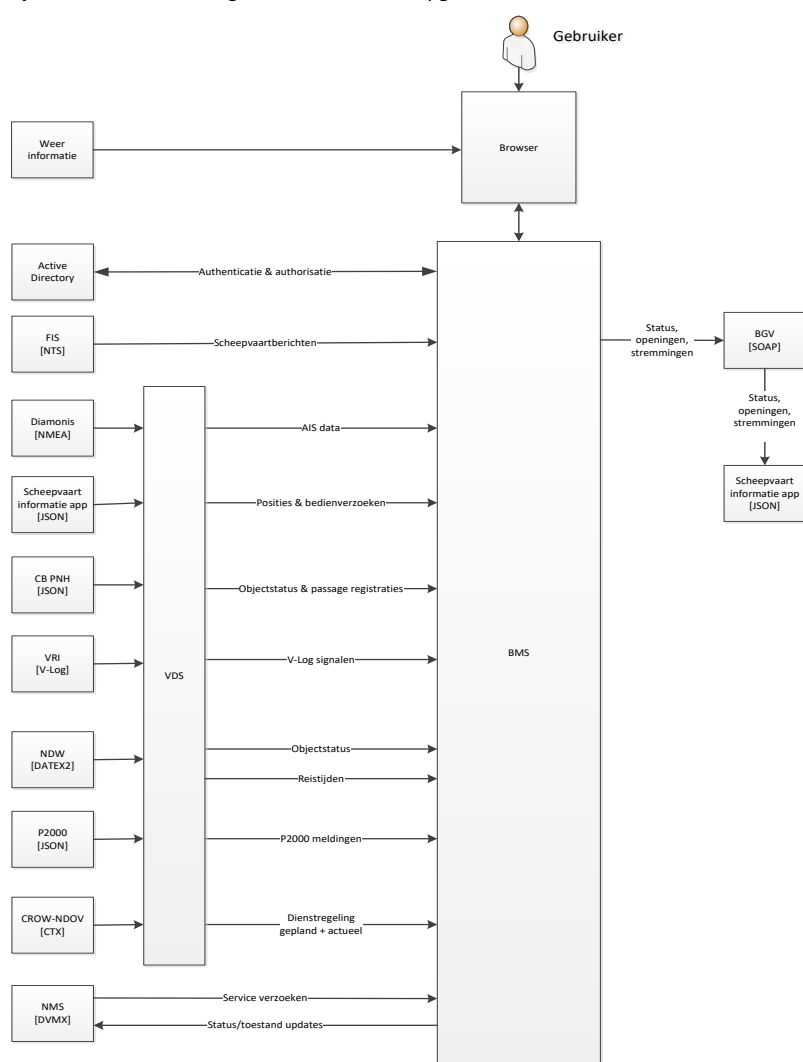 Gebruiker
Browser
Weer
informatie
Active
Directory
Authenticatie & authorisatie
FIS
[NTS]
Scheepvaartberichten
Status,
openingen,
stremmingen
BGV
[SOAP]
Status,
openingen,
stremmingen
Scheepvaart
informatie app
[JSON]
Diamonis
[NMEA]
AIS data
Scheepvaart
informatie app
[JSON]
Posities & bedienverzoeken
CB PNH
[JSON]
Objectstatus & passage registraties
VRI
[V-Log]
V-Log signalen
VDS
BMS
NDW
[DATEX2]
Objectstatus
Reistijden
P2000
[JSON]
P2000 meldingen
CROW-NDOV
[CTX]
Dienstregeling
gepland + actueel
NMS
[DVMX]
Service verzoeken
Status/toestand updates